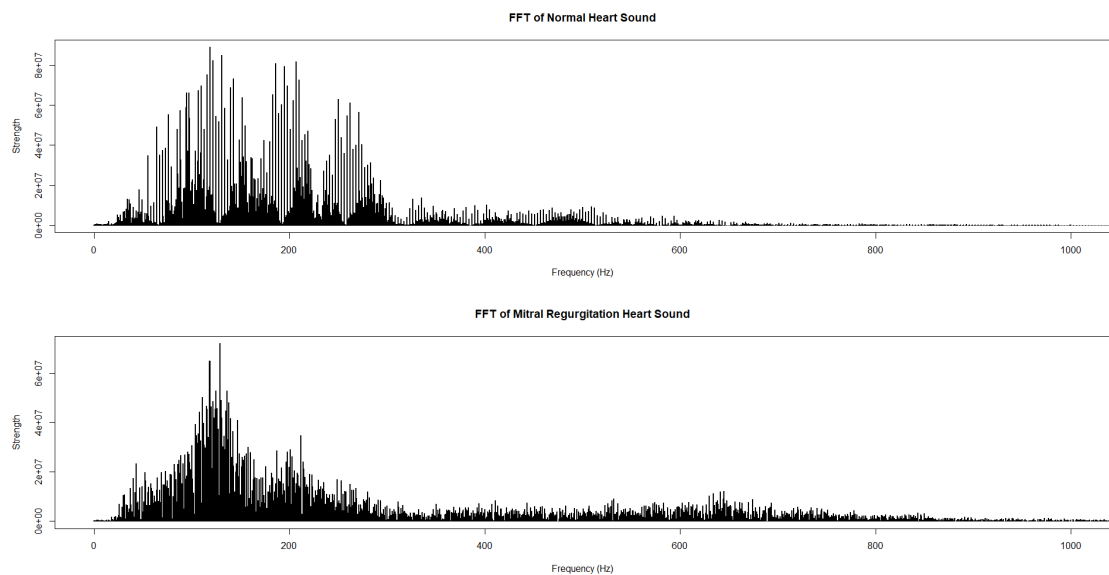 FFT of Normal Heart Sound
Strength
0e+00 2e+07 4e+07 6e+07 8e+07
0 200 400 600 800 1000
Frequency (Hz)
FFT of Mitral Regurgitation Heart Sound
Strength
0e+00 2e+07 4e+07 6e+07
0 200 400 600 800 1000
Frequency (Hz)